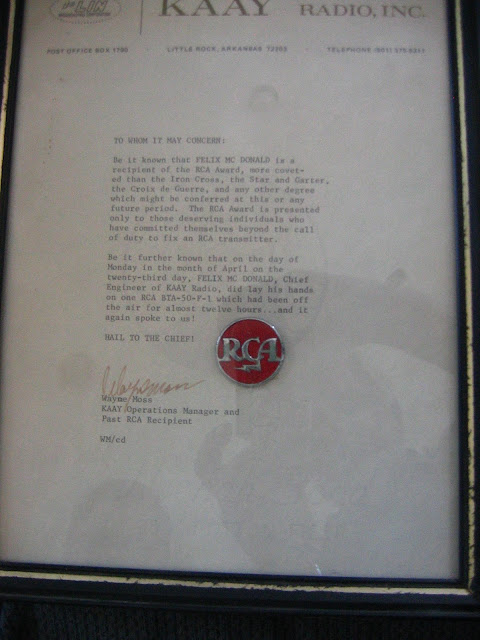 the LIN
KAAY RADIO, INC.
POST OFFICE BOX 1790 LITTLE ROCK, ARKANSAS 72203 TELEPHONE (501)
TO WHOM IT MAY CONCERN:
Be it known that FELIX MC DONALD is a
recipient of the RCA Award, more covet-
ed than the Iron Cross, the Star and Garter,
the Croix de Guerre, and any other degree
which might be conferred at this or any
future period. The RCA Award is presented
only to those deserving individuals who
have committed themselves beyond the call
of duty to fix an RCA transmitter.
Be it further known that on the day of
Monday in the month of April on the
twenty-third day, FELIX MC DONALD, Chief
Engineer of KAAY Radio, did lay his hands
on one RCA BTA-50-F-1 which had been off
the air for almost twelve hours...and it
again spoke to us!
HAIL TO THE CHIEF!
RCA
Wayne Moss
Wayne Moss
KAAY Operations Manager and
Past RCA Recipient
WM/cd